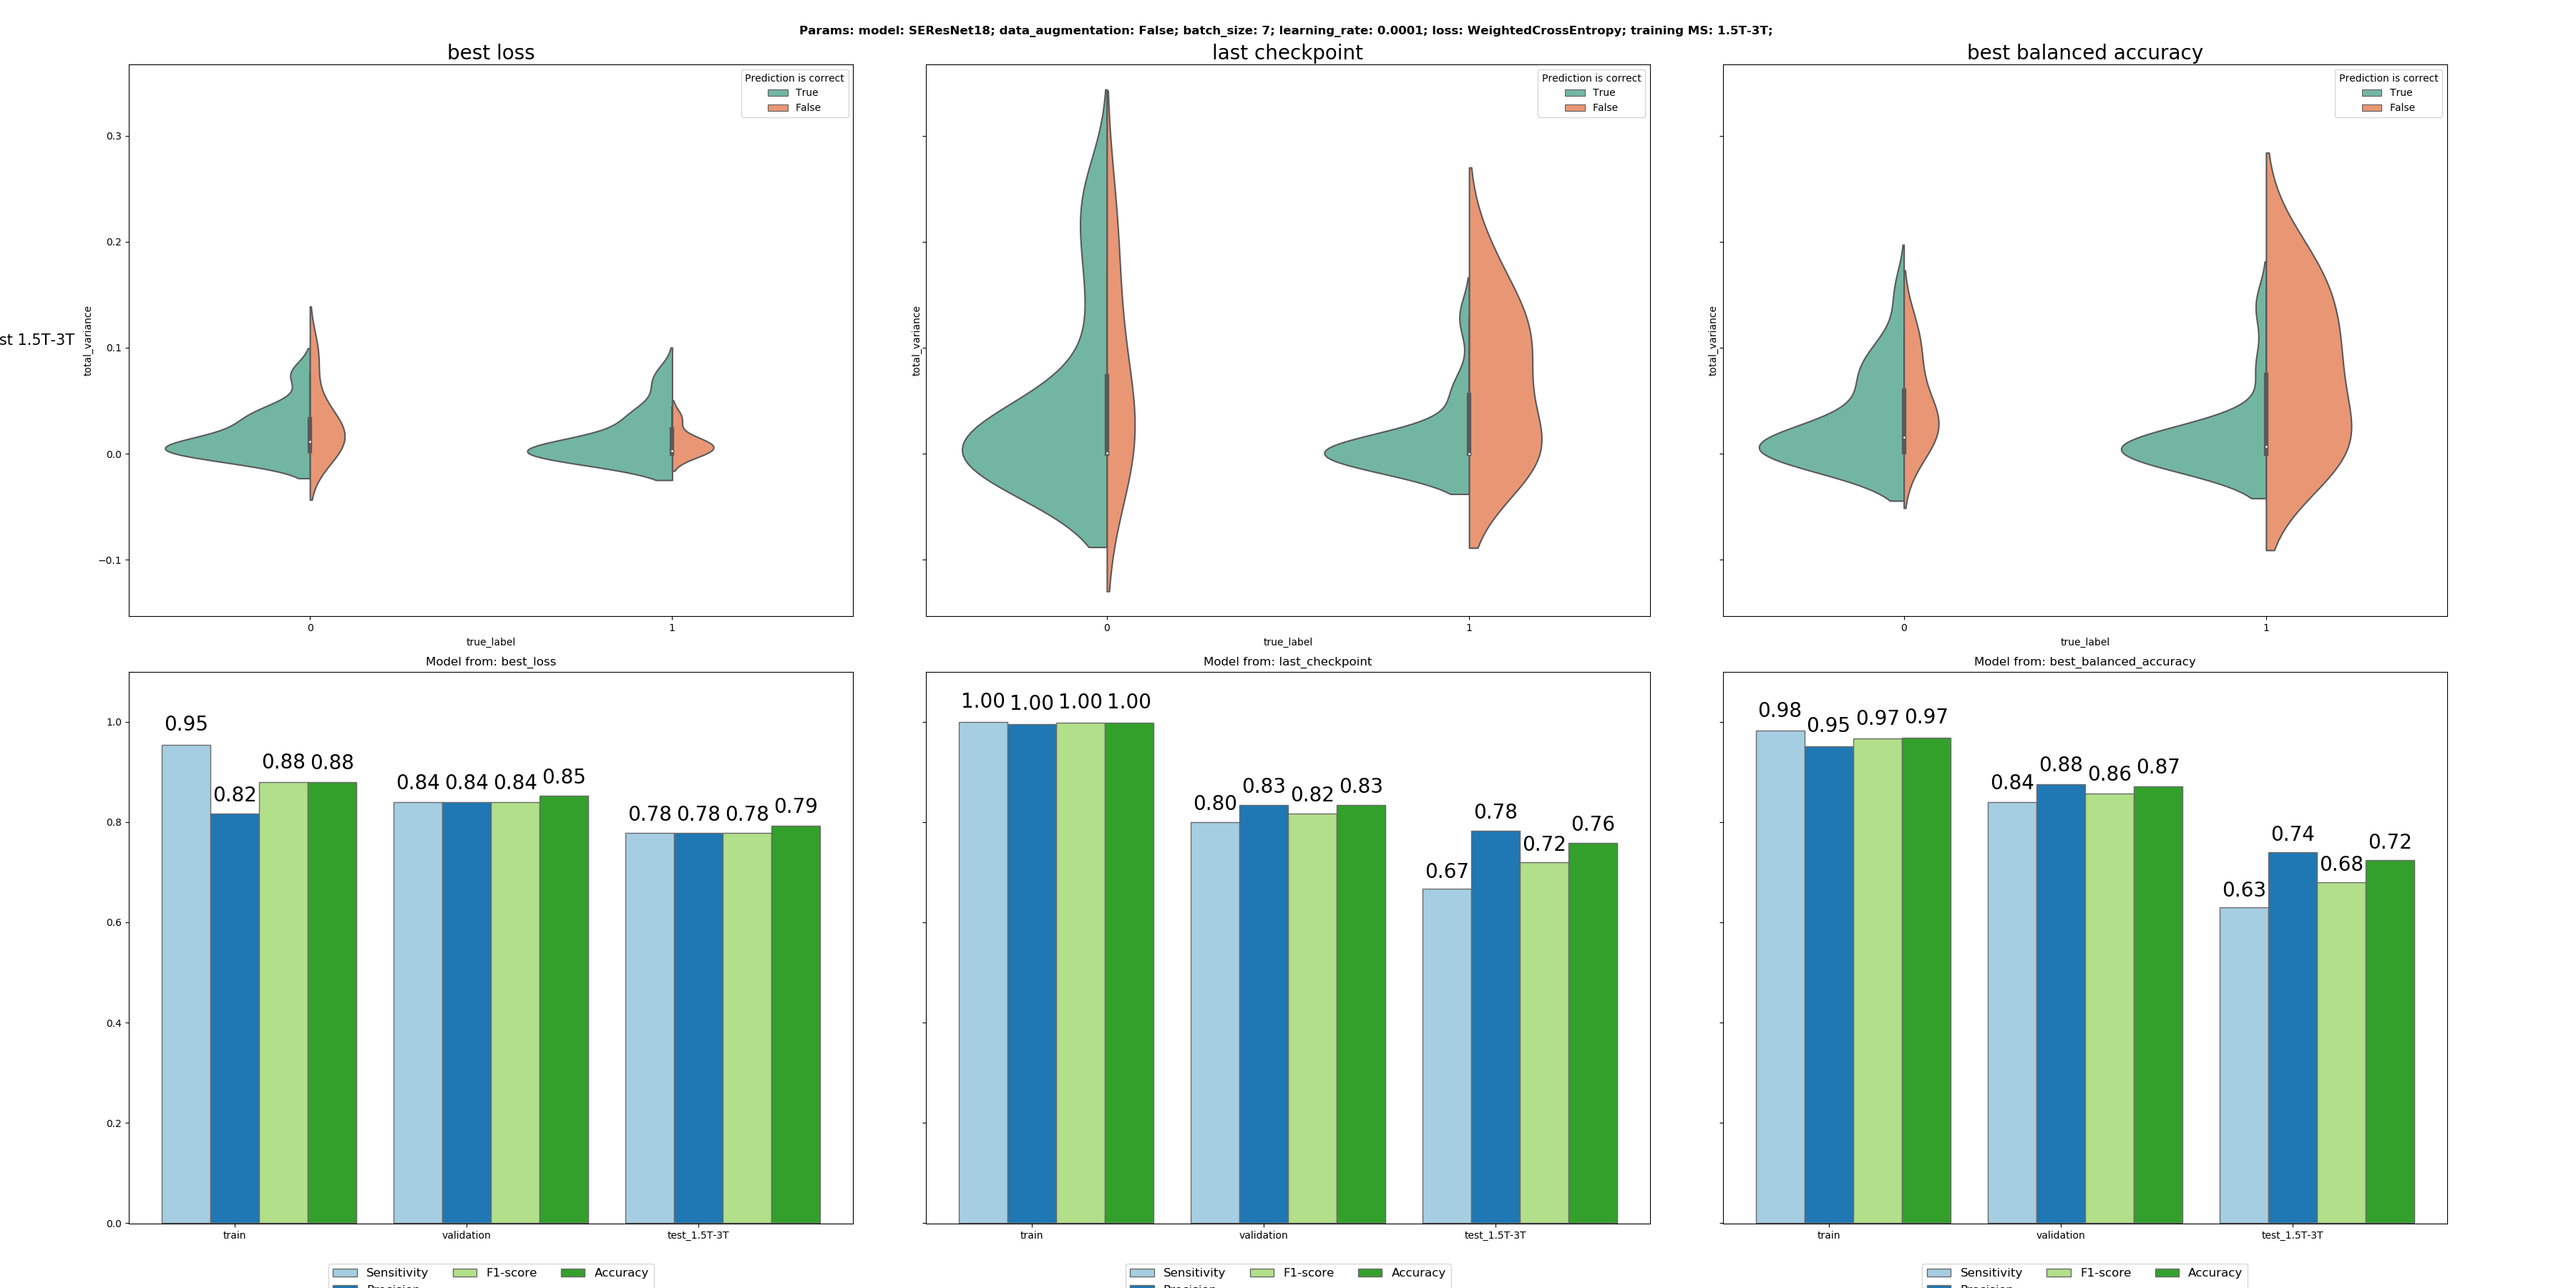 Params: model: SEResNet18; data_augmentation: False; batch_size: 7; learning_rate: 0.0001; loss: WeightedCrossEntropy; training MS: 1.5T-3T;
best loss
last checkpoint
best balanced accuracy
Prediction is correct
True
False
Prediction is correct
True
False
Prediction is correct
True
False
st 1.5T-3T
total_variance
0.3
0.2
0.1
0.0
−0.1
0
1
true_label
total_variance
0
1
true_label
total_variance
0
1
true_label
Model from: best_loss
1.0
0.8
0.6
0.4
0.2
0.0
0.95
0.82
0.88
0.88
0.84
0.84
0.84
0.85
0.78
0.78
0.78
0.79
train
validation
test_1.5T-3T
Sensitivity
F1-score
Accuracy
Precision
Model from: last_checkpoint
1.00
1.00
1.00
1.00
0.80
0.83
0.82
0.83
0.67
0.78
0.72
0.76
train
validation
test_1.5T-3T
Sensitivity
F1-score
Accuracy
Precision
Model from: best_balanced_accuracy
0.98
0.95
0.97
0.97
0.84
0.88
0.86
0.87
0.63
0.74
0.68
0.72
train
validation
test_1.5T-3T
Sensitivity
F1-score
Accuracy
Precision